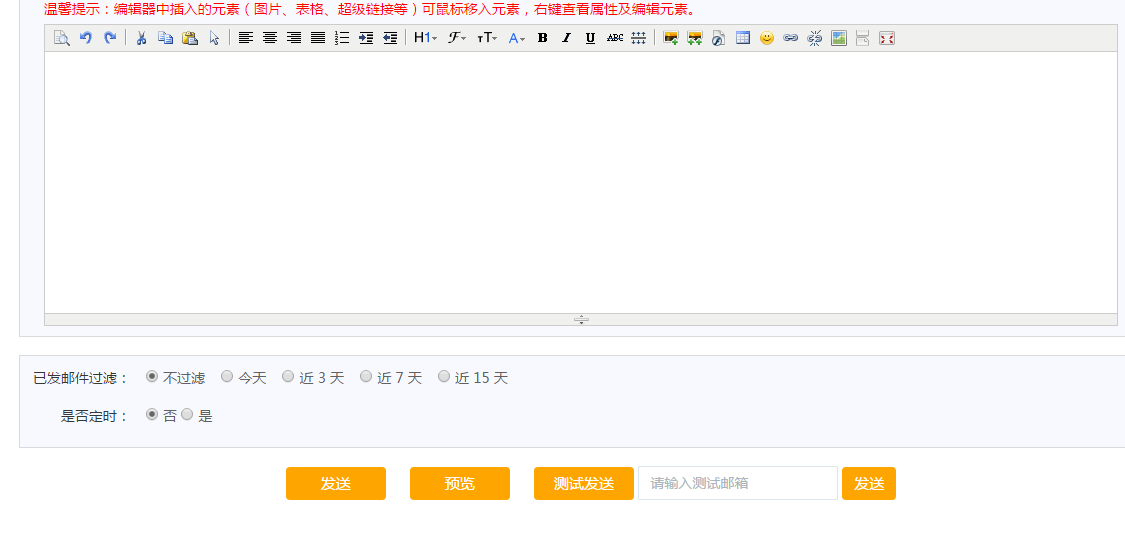 温馨提示：编辑器中插入的元素（图片、表格、超级链接等）可鼠标移入元素，右键查看属性及编辑元素。
H1 F TT A B I U ABC
已发邮件过滤： 不过滤 今天 近 3 天 近 7 天 近 15 天
是否定时： 否 是
发送 预览 测试发送 请输入测试邮箱 发送